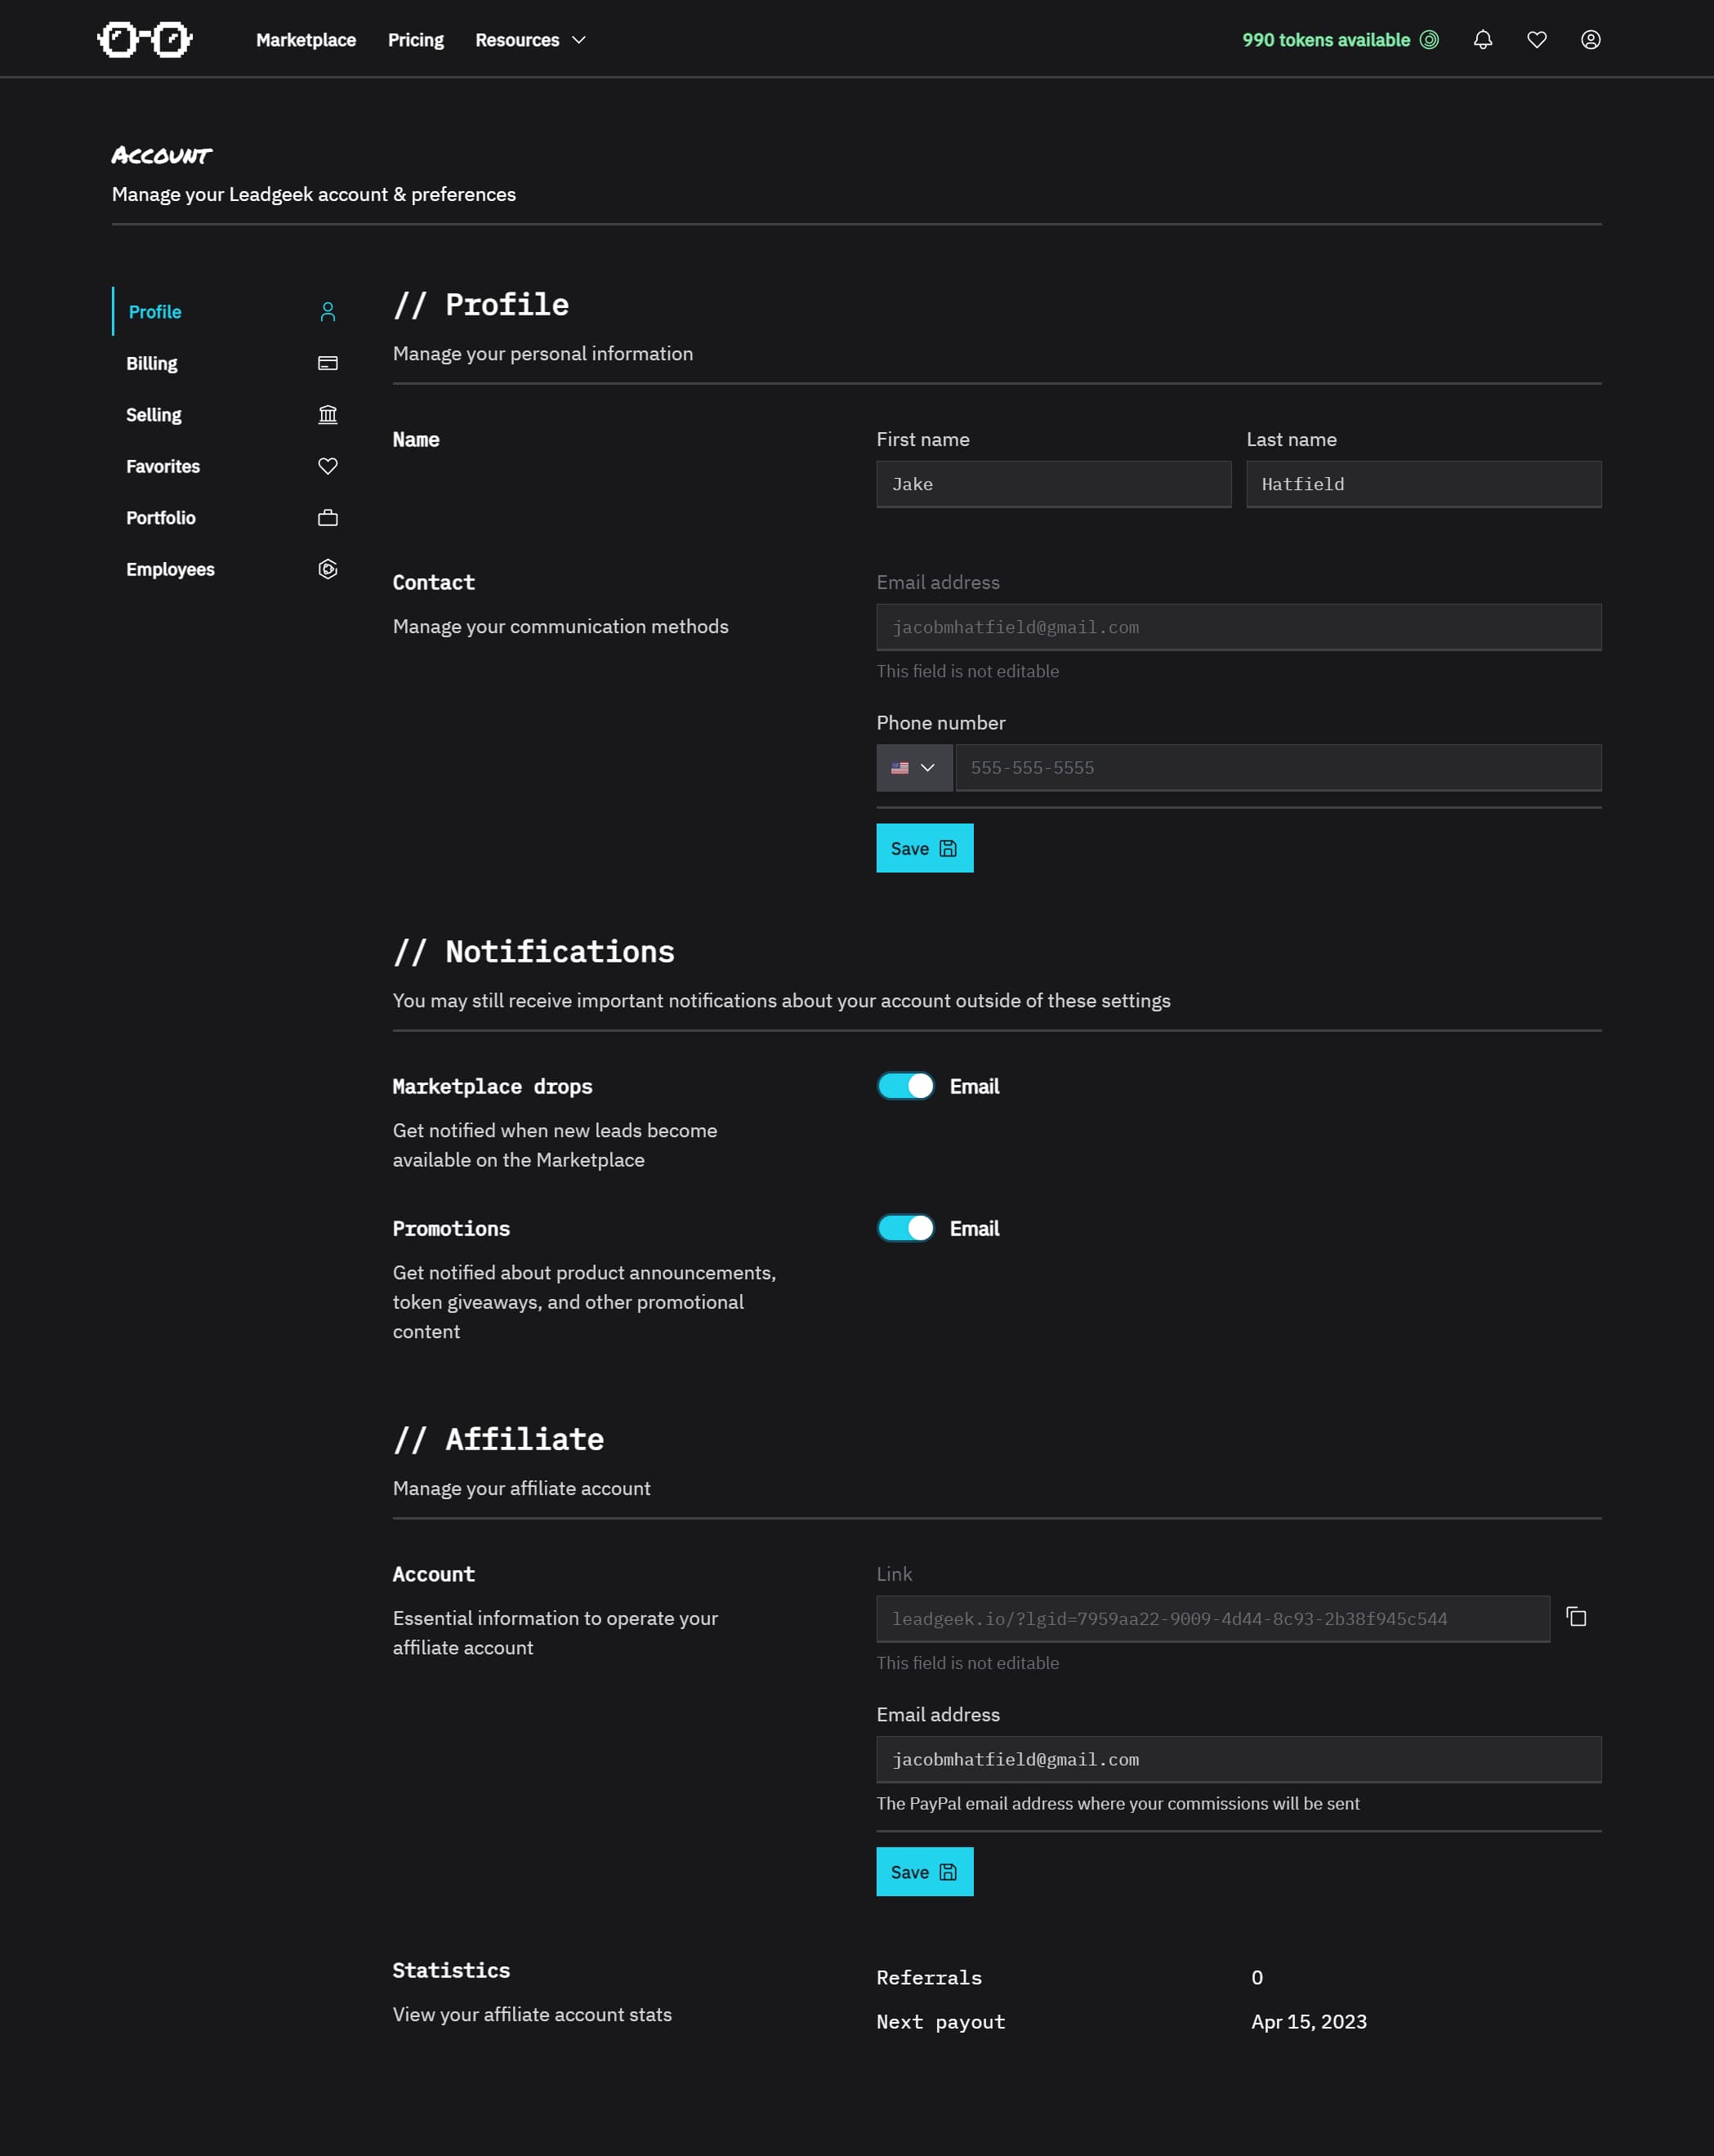 Marketplace Pricing Resources 990 tokens available
Account
Manage your Leadgeek account & preferences
Profile
Billing
Selling
Favorites
Portfolio
Employees
// Profile
Manage your personal information
Name
First name Last name
Jake Hatfield
Contact
Manage your communication methods
Email address
jacobmhatfield@gmail.com
This field is not editable
Phone number
555-555-5555
Save
// Notifications
You may still receive important notifications about your account outside of these settings
Marketplace drops
Get notified when new leads become
available on the Marketplace
Email
Promotions
Get notified about product announcements,
token giveaways, and other promotional
content
Email
// Affiliate
Manage your affiliate account
Account
Essential information to operate your
affiliate account
Link
leadgeek.io/?lgid=7959aa22-9009-4d44-8c93-2b38f945c544
This field is not editable
Email address
jacobmhatfield@gmail.com
The PayPal email address where your commissions will be sent
Save
Statistics
View your affiliate account stats
Referrals 0
Next payout Apr 15, 2023